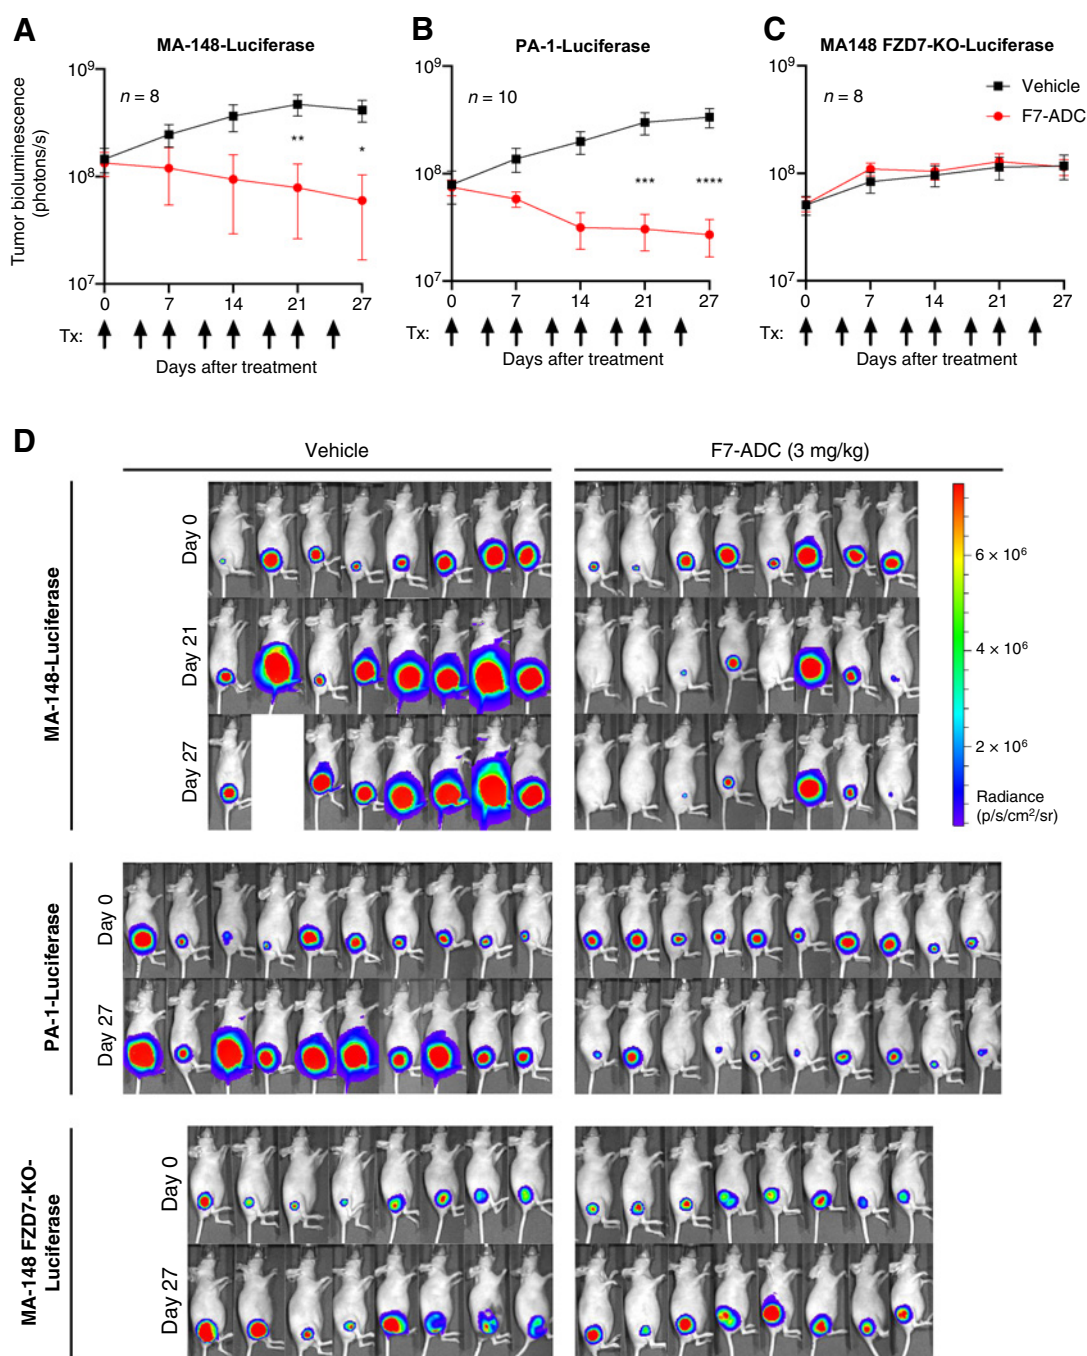 A
MA-148-Luciferase
Tumor bioluminescence
(photons/s)
10⁹
10⁸
10⁷
n = 8
**
*
0 7 14 21 27
Tx:
Days after treatment
B
PA-1-Luciferase
10⁹
10⁸
10⁷
n = 10
***
****
0 7 14 21 27
Tx:
Days after treatment
C
MA148 FZD7-KO-Luciferase
10⁹
10⁸
10⁷
n = 8
Vehicle
F7-ADC
0 7 14 21 27
Tx:
Days after treatment
D
Vehicle
F7-ADC (3 mg/kg)
MA-148-Luciferase
Day 0
Day 21
Day 27
6 × 10⁶
4 × 10⁶
2 × 10⁶
Radiance
(p/s/cm²/sr)
PA-1-Luciferase
Day 0
Day 27
MA-148 FZD7-KO-
Luciferase
Day 0
Day 27